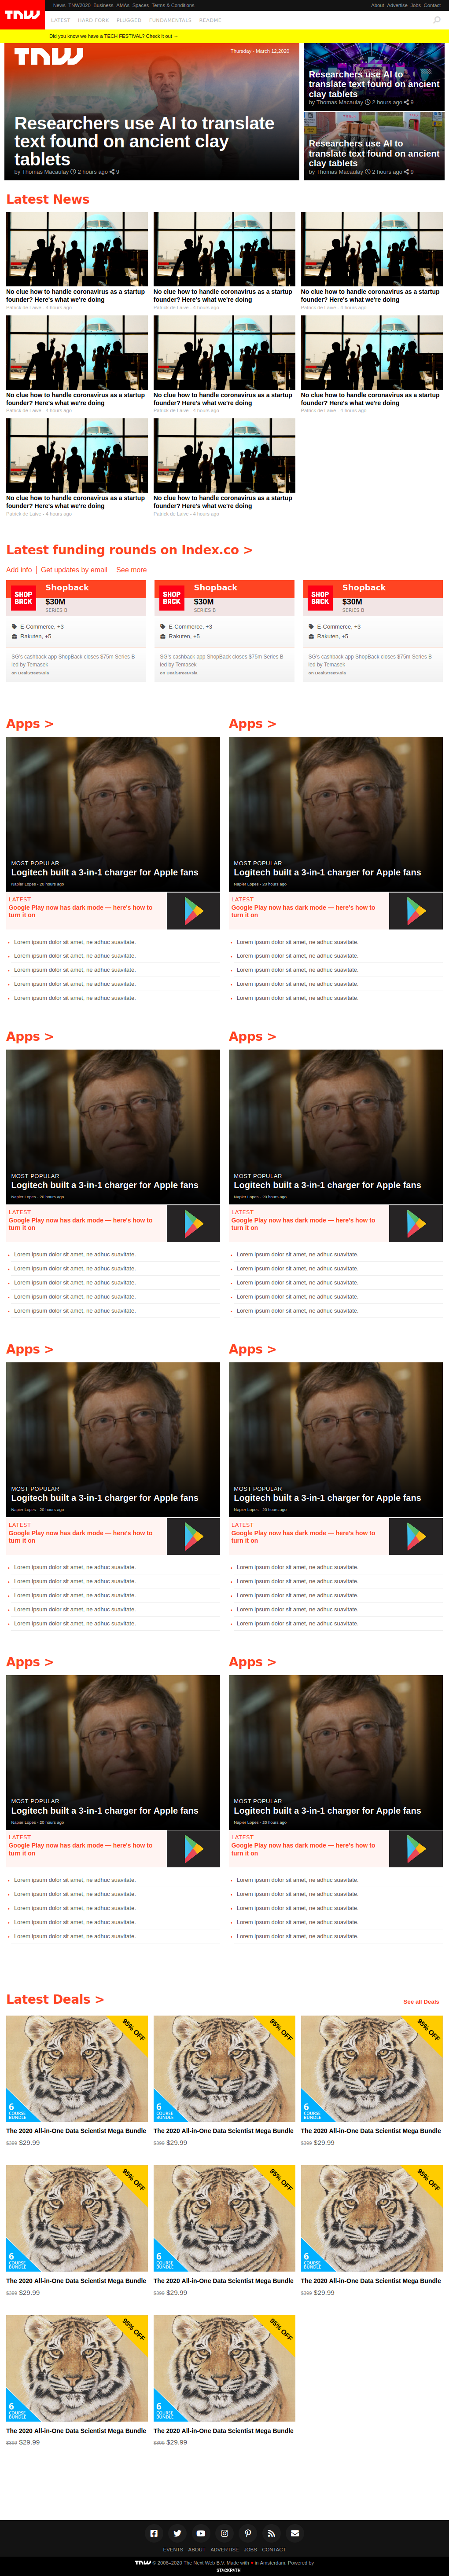 TNW
News TNW2020 Business AMAs Spaces Terms & Conditions
About Advertise Jobs Contact
LATEST HARD FORK PLUGGED FUNDAMENTALS README
Did you know we have a TECH FESTIVAL? Check it out →
TNW
Thursday - March 12,2020
Researchers use AI to translate
text found on ancient clay
tablets
by Thomas Macaulay 2 hours ago 9
Researchers use AI to
translate text found on ancient
clay tablets
by Thomas Macaulay 2 hours ago 9
Researchers use AI to
translate text found on ancient
clay tablets
by Thomas Macaulay 2 hours ago 9
Latest News
No clue how to handle coronavirus as a startup
founder? Here's what we're doing
Patrick de Laive - 4 hours ago
No clue how to handle coronavirus as a startup
founder? Here's what we're doing
Patrick de Laive - 4 hours ago
No clue how to handle coronavirus as a startup
founder? Here's what we're doing
Patrick de Laive - 4 hours ago
No clue how to handle coronavirus as a startup
founder? Here's what we're doing
Patrick de Laive - 4 hours ago
No clue how to handle coronavirus as a startup
founder? Here's what we're doing
Patrick de Laive - 4 hours ago
No clue how to handle coronavirus as a startup
founder? Here's what we're doing
Patrick de Laive - 4 hours ago
No clue how to handle coronavirus as a startup
founder? Here's what we're doing
Patrick de Laive - 4 hours ago
No clue how to handle coronavirus as a startup
founder? Here's what we're doing
Patrick de Laive - 4 hours ago
Latest funding rounds on Index.co >
Add info | Get updates by email | See more
SHOP
BACK
Shopback
$30M
SERIES B
E-Commerce, +3
Rakuten, +5
SG's cashback app ShopBack closes $75m Series B
led by Temasek
on DealStreetAsia
SHOP
BACK
Shopback
$30M
SERIES B
E-Commerce, +3
Rakuten, +5
SG's cashback app ShopBack closes $75m Series B
led by Temasek
on DealStreetAsia
SHOP
BACK
Shopback
$30M
SERIES B
E-Commerce, +3
Rakuten, +5
SG's cashback app ShopBack closes $75m Series B
led by Temasek
on DealStreetAsia
Apps >
MOST POPULAR
Logitech built a 3-in-1 charger for Apple fans
Napier Lopes - 20 hours ago
LATEST
Google Play now has dark mode — here's how to
turn it on
Lorem ipsum dolor sit amet, ne adhuc suavitate.
Lorem ipsum dolor sit amet, ne adhuc suavitate.
Lorem ipsum dolor sit amet, ne adhuc suavitate.
Lorem ipsum dolor sit amet, ne adhuc suavitate.
Lorem ipsum dolor sit amet, ne adhuc suavitate.
Apps >
MOST POPULAR
Logitech built a 3-in-1 charger for Apple fans
Napier Lopes - 20 hours ago
LATEST
Google Play now has dark mode — here's how to
turn it on
Lorem ipsum dolor sit amet, ne adhuc suavitate.
Lorem ipsum dolor sit amet, ne adhuc suavitate.
Lorem ipsum dolor sit amet, ne adhuc suavitate.
Lorem ipsum dolor sit amet, ne adhuc suavitate.
Lorem ipsum dolor sit amet, ne adhuc suavitate.
Apps >
MOST POPULAR
Logitech built a 3-in-1 charger for Apple fans
Napier Lopes - 20 hours ago
LATEST
Google Play now has dark mode — here's how to
turn it on
Lorem ipsum dolor sit amet, ne adhuc suavitate.
Lorem ipsum dolor sit amet, ne adhuc suavitate.
Lorem ipsum dolor sit amet, ne adhuc suavitate.
Lorem ipsum dolor sit amet, ne adhuc suavitate.
Lorem ipsum dolor sit amet, ne adhuc suavitate.
Apps >
MOST POPULAR
Logitech built a 3-in-1 charger for Apple fans
Napier Lopes - 20 hours ago
LATEST
Google Play now has dark mode — here's how to
turn it on
Lorem ipsum dolor sit amet, ne adhuc suavitate.
Lorem ipsum dolor sit amet, ne adhuc suavitate.
Lorem ipsum dolor sit amet, ne adhuc suavitate.
Lorem ipsum dolor sit amet, ne adhuc suavitate.
Lorem ipsum dolor sit amet, ne adhuc suavitate.
Apps >
MOST POPULAR
Logitech built a 3-in-1 charger for Apple fans
Napier Lopes - 20 hours ago
LATEST
Google Play now has dark mode — here's how to
turn it on
Lorem ipsum dolor sit amet, ne adhuc suavitate.
Lorem ipsum dolor sit amet, ne adhuc suavitate.
Lorem ipsum dolor sit amet, ne adhuc suavitate.
Lorem ipsum dolor sit amet, ne adhuc suavitate.
Lorem ipsum dolor sit amet, ne adhuc suavitate.
Apps >
MOST POPULAR
Logitech built a 3-in-1 charger for Apple fans
Napier Lopes - 20 hours ago
LATEST
Google Play now has dark mode — here's how to
turn it on
Lorem ipsum dolor sit amet, ne adhuc suavitate.
Lorem ipsum dolor sit amet, ne adhuc suavitate.
Lorem ipsum dolor sit amet, ne adhuc suavitate.
Lorem ipsum dolor sit amet, ne adhuc suavitate.
Lorem ipsum dolor sit amet, ne adhuc suavitate.
Apps >
MOST POPULAR
Logitech built a 3-in-1 charger for Apple fans
Napier Lopes - 20 hours ago
LATEST
Google Play now has dark mode — here's how to
turn it on
Lorem ipsum dolor sit amet, ne adhuc suavitate.
Lorem ipsum dolor sit amet, ne adhuc suavitate.
Lorem ipsum dolor sit amet, ne adhuc suavitate.
Lorem ipsum dolor sit amet, ne adhuc suavitate.
Lorem ipsum dolor sit amet, ne adhuc suavitate.
Apps >
MOST POPULAR
Logitech built a 3-in-1 charger for Apple fans
Napier Lopes - 20 hours ago
LATEST
Google Play now has dark mode — here's how to
turn it on
Lorem ipsum dolor sit amet, ne adhuc suavitate.
Lorem ipsum dolor sit amet, ne adhuc suavitate.
Lorem ipsum dolor sit amet, ne adhuc suavitate.
Lorem ipsum dolor sit amet, ne adhuc suavitate.
Lorem ipsum dolor sit amet, ne adhuc suavitate.
Latest Deals >
See all Deals
95% OFF
6
COURSE
BUNDLE
The 2020 All-in-One Data Scientist Mega Bundle
$399 $29.99
95% OFF
6
COURSE
BUNDLE
The 2020 All-in-One Data Scientist Mega Bundle
$399 $29.99
95% OFF
6
COURSE
BUNDLE
The 2020 All-in-One Data Scientist Mega Bundle
$399 $29.99
95% OFF
6
COURSE
BUNDLE
The 2020 All-in-One Data Scientist Mega Bundle
$399 $29.99
95% OFF
6
COURSE
BUNDLE
The 2020 All-in-One Data Scientist Mega Bundle
$399 $29.99
95% OFF
6
COURSE
BUNDLE
The 2020 All-in-One Data Scientist Mega Bundle
$399 $29.99
95% OFF
6
COURSE
BUNDLE
The 2020 All-in-One Data Scientist Mega Bundle
$399 $29.99
95% OFF
6
COURSE
BUNDLE
The 2020 All-in-One Data Scientist Mega Bundle
$399 $29.99
EVENTS ABOUT ADVERTISE JOBS CONTACT
TNW © 2006–2020 The Next Web B.V. Made with ♥ in Amsterdam. Powered by
STACKPATH